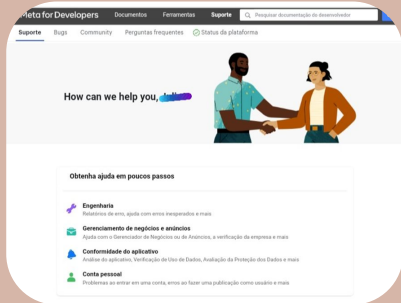 Meta for Developers Documentos Ferramentas Suporte Pesquisar documentação do desenvolvedor
Suporte Bugs Community Perguntas frequentes Status da plataforma
How can we help you,
Obtenha ajuda em poucos passos
Engenharia
Relatórios de erro, ajuda com erros inesperados e mais
Gerenciamento de negócios e anúncios
Ajuda com o Gerenciador de Negócios ou de Anúncios, a verificação da empresa e mais
Conformidade do aplicativo
Análise do aplicativo, Verificação de Uso de Dados, Avaliação da Proteção dos Dados e mais
Conta pessoal
Problemas ao entrar em uma conta, erros ao fazer uma publicação como usuário e mais